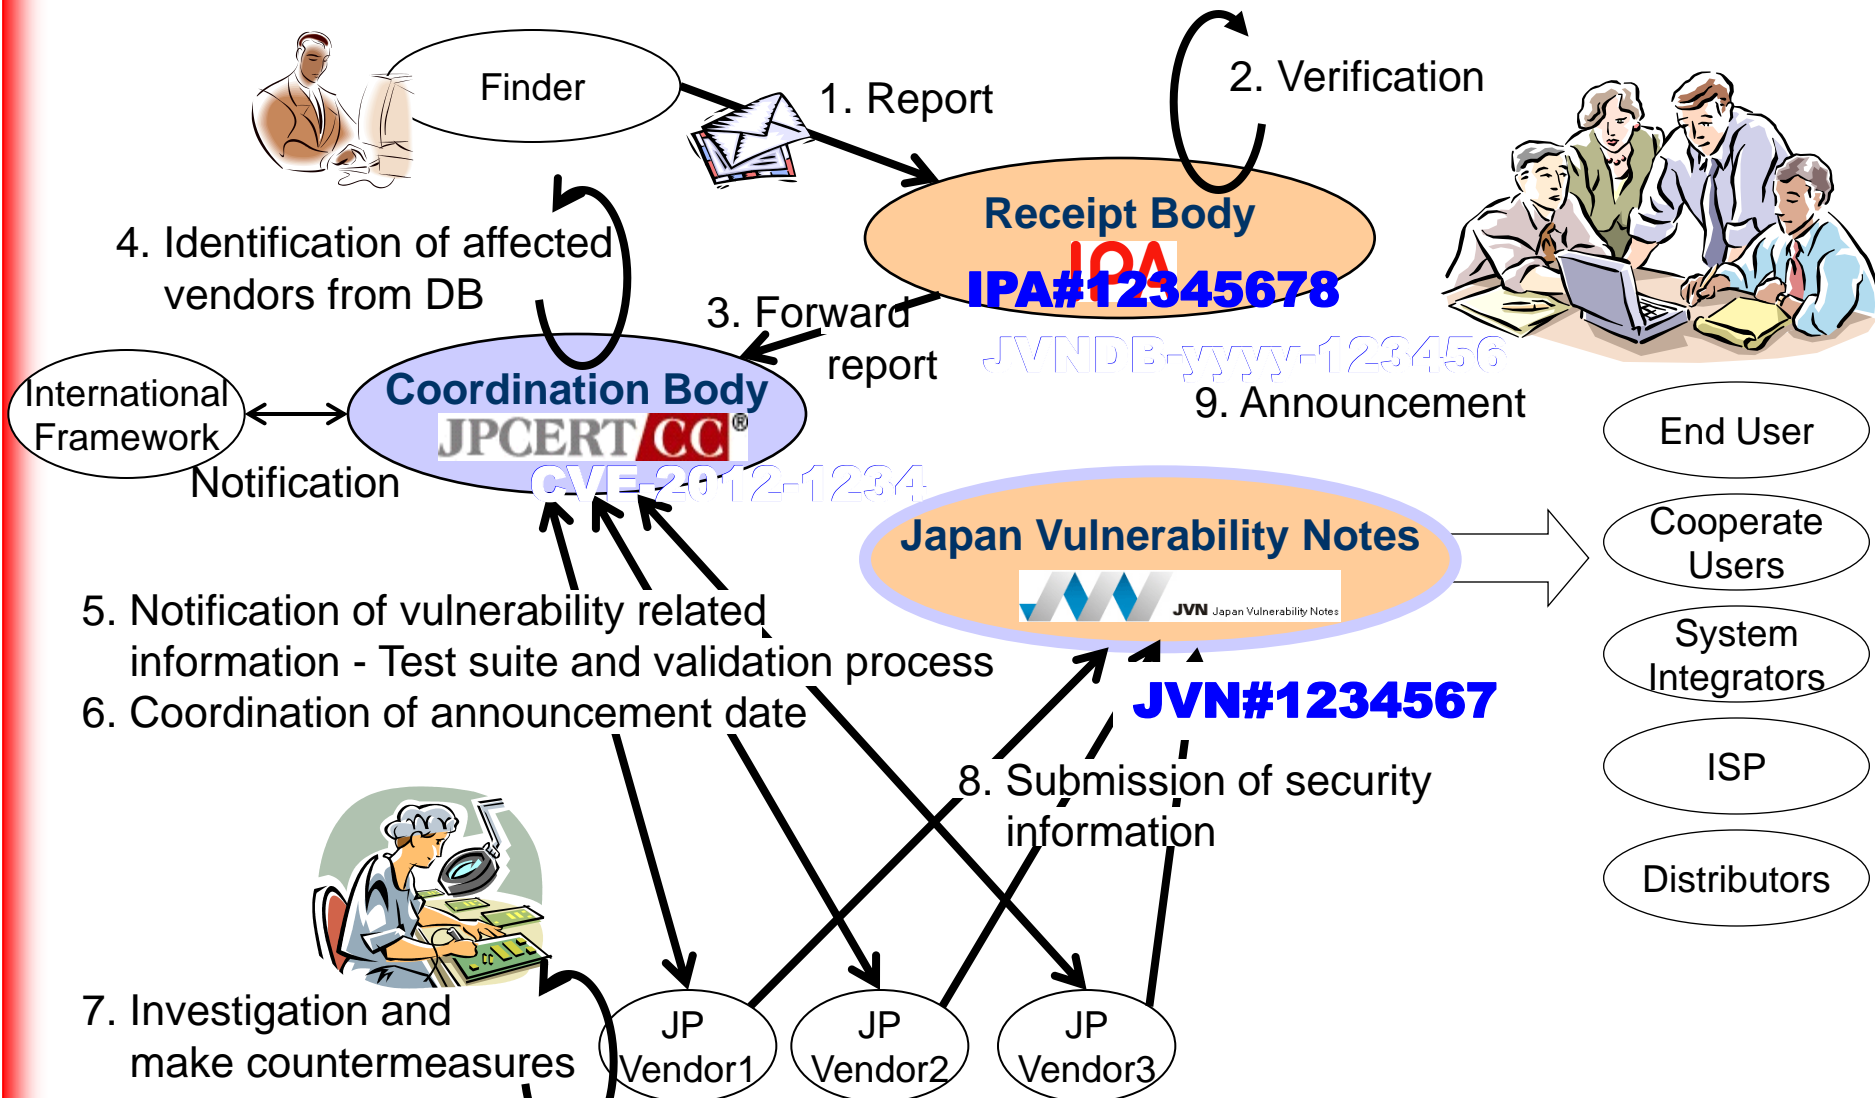 Finder
1. Report
2. Verification
Receipt Body
IPA
IPA#12345678
JVNDB-yyyy-123456
4. Identification of affected
vendors from DB
3. Forward
report
International
Framework
Notification
Coordination Body
JPCERT/CC®
CVE-2012-1234
9. Announcement
Japan Vulnerability Notes
JVN Japan Vulnerability Notes
JVN#1234567
End User
Cooperate
Users
System
Integrators
ISP
Distributors
5. Notification of vulnerability related
information - Test suite and validation process
6. Coordination of announcement date
8. Submission of security
information
7. Investigation and
make countermeasures
JP
Vendor1
JP
Vendor2
JP
Vendor3